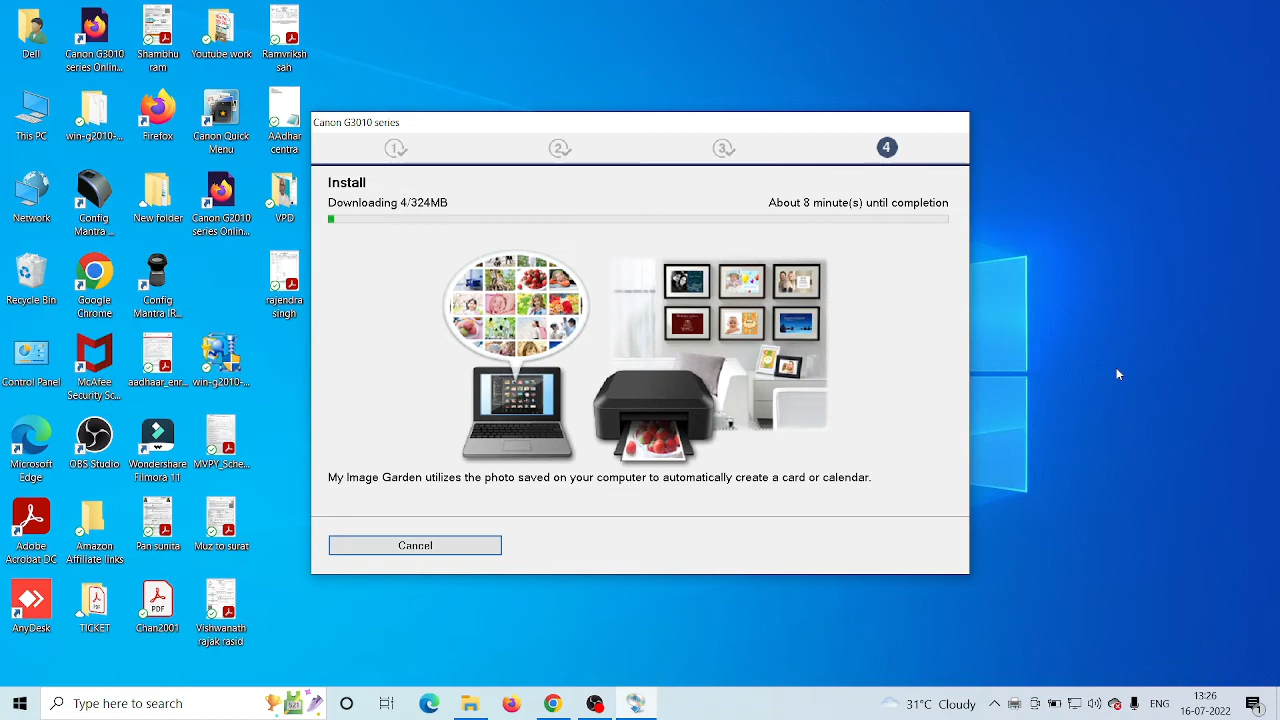 Dell
Canon G3010
series Onlin...
Shambhu
ram
Youtube work
Ramvriksh
sah
This PC
win-g2010-...
Firefox
Canon Quick
Menu
AAdhar
centra
Network
Config
Mantra ...
New folder
Canon G2010
series Onlin...
VPD
Recycle Bin
Google
Chrome
Config
Mantra IR...
rajendra
singh
Control Panel
McAfee
Security Sc...
aadhaar_enr...
win-g2010-...
Microsoft
Edge
OBS Studio
Wondershare
Filmora 11
MVPY_Sche...
Adobe
Acrobat DC
Amazon
Affiliate links
Pan sunita
Muz to surat
AnyDesk
TICKET
PDF
Chan2001
Vishwanath
rajak rasid
Canon G3010 series
1
2
3
4
Install
Downloading 4/324MB
About 8 minute(s) until completion
My Image Garden utilizes the photo saved on your computer to automatically create a card or calendar.
Cancel
Type here to search
31°C Cloudy
ENG
13:26
16-07-2022